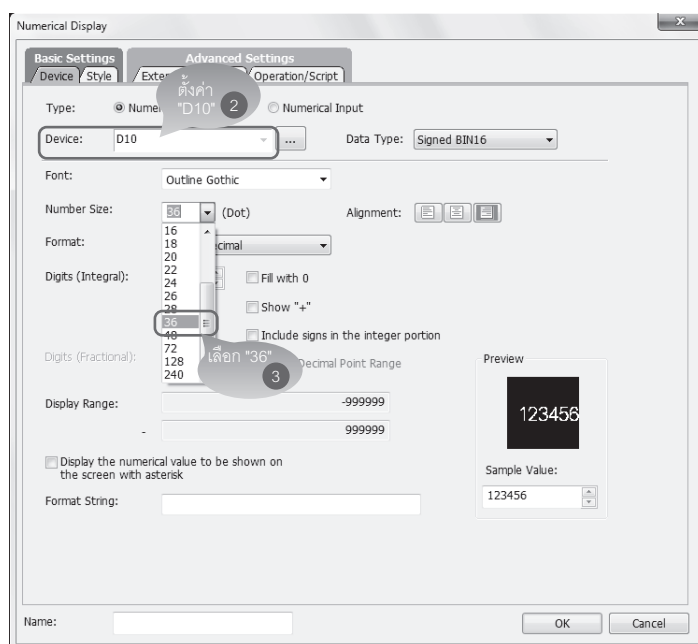 Numerical Display
x
Basic Settings
Advanced Settings
Device Style Operation/Script
ตั้งค่า
"D10" 2
Type: Numerical Input
Device: D10 ... Data Type: Signed BIN16
Font: Outline Gothic
Number Size: 36 (Dot) Alignment:
16
18
Format:
20
22
Digits (Integral): Fill with 0
24
26
28 Show "+"
36
Include signs in the integer portion
48
72
Digits (Fractional): Decimal Point Range
128 เลือก "36"
240 3
Preview
123456
Display Range: -999999
- 999999
Display the numerical value to be shown on
the screen with asterisk
Sample Value:
123456
Format String:
Name: OK Cancel